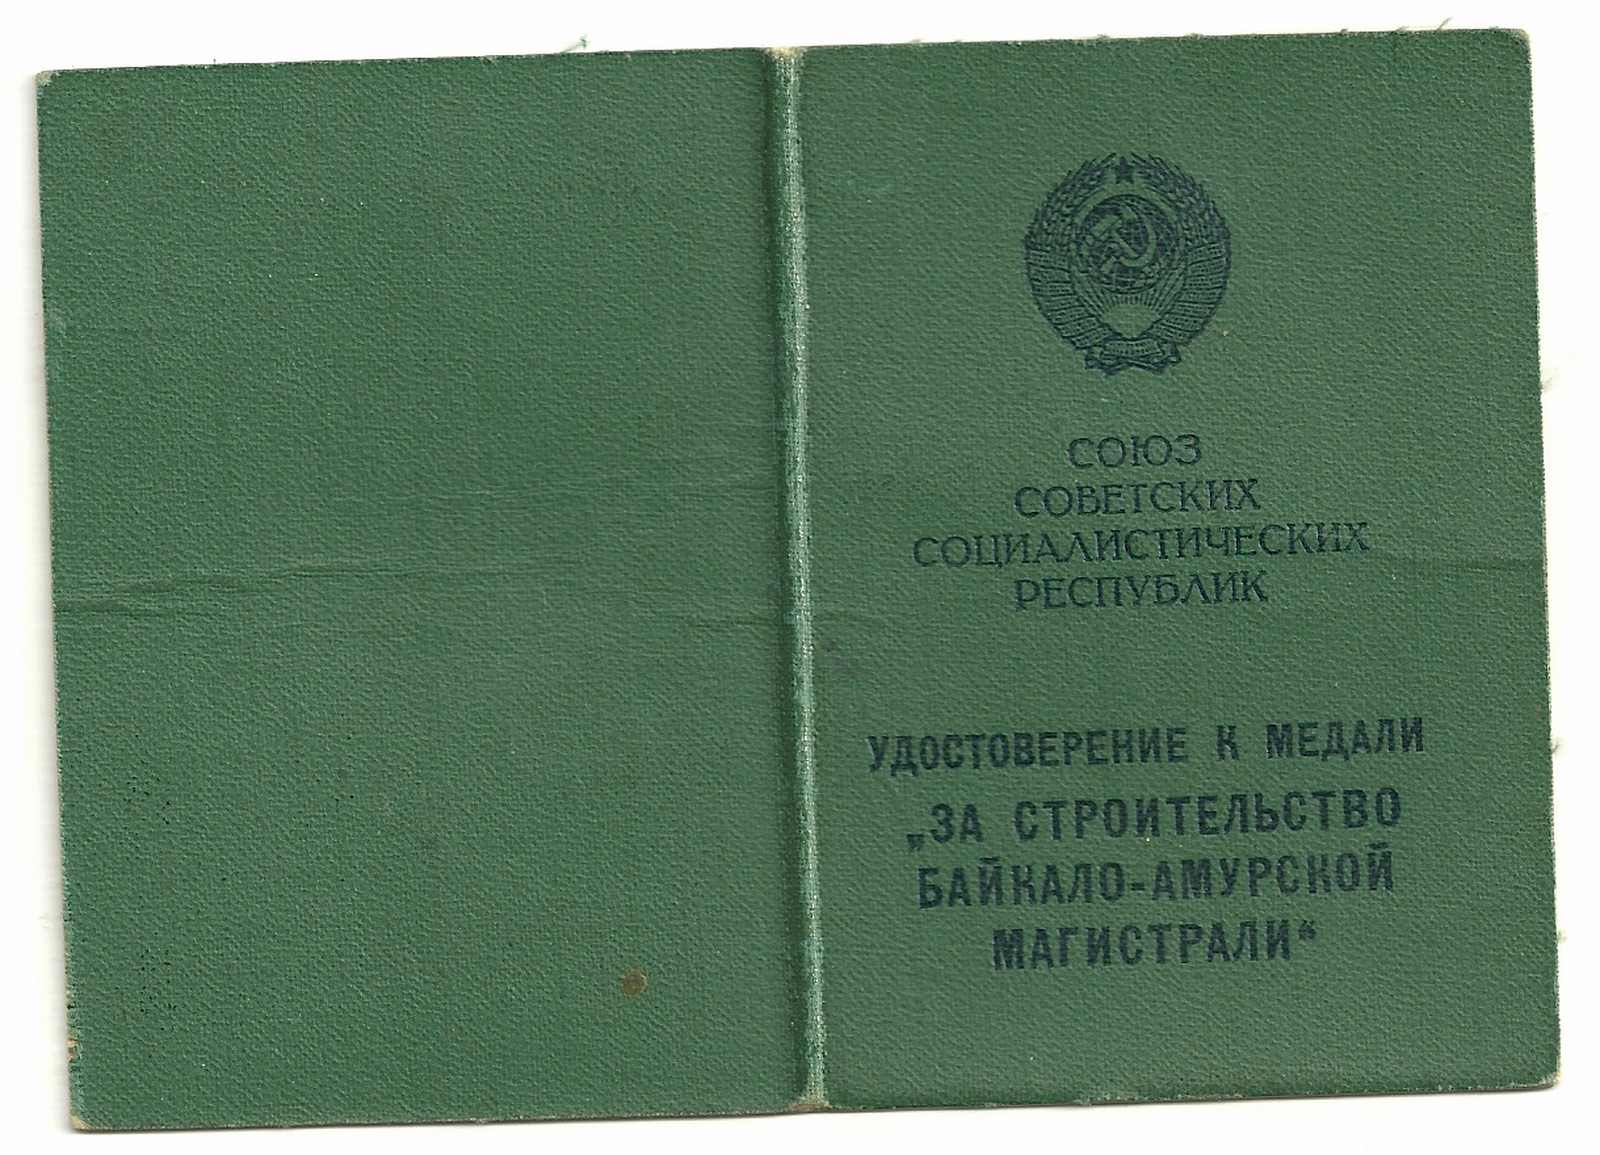 СОЮЗ
СОВЕТСКИХ
СОЦИАЛИСТИЧЕСКИХ
РЕСПУБЛИК
УДОСТОВЕРЕНИЕ К МЕДАЛИ
„ЗА СТРОИТЕЛЬСТВО
БАЙКАЛО-АМУРСКОЙ
МАГИСТРАЛИ“